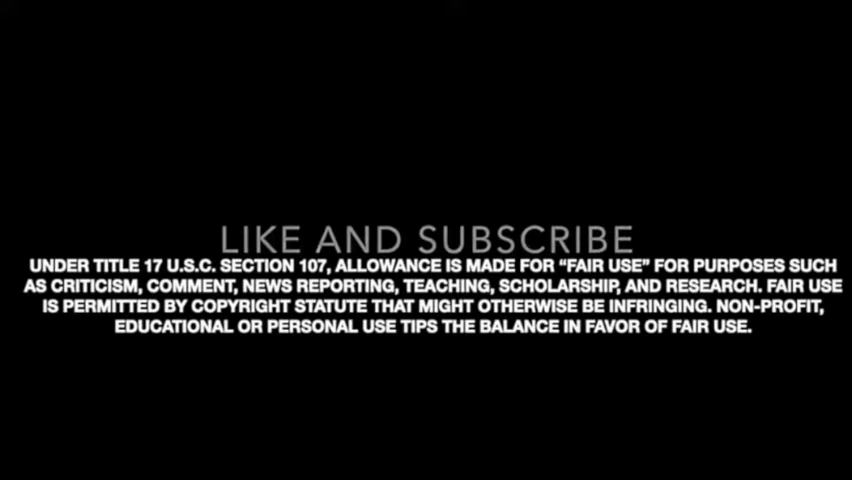 LIKE AND SUBSCRIBE
UNDER TITLE 17 U.S.C. SECTION 107, ALLOWANCE IS MADE FOR “FAIR USE” FOR PURPOSES SUCH
AS CRITICISM, COMMENT, NEWS REPORTING, TEACHING, SCHOLARSHIP, AND RESEARCH. FAIR USE
IS PERMITTED BY COPYRIGHT STATUTE THAT MIGHT OTHERWISE BE INFRINGING. NON-PROFIT,
EDUCATIONAL OR PERSONAL USE TIPS THE BALANCE IN FAVOR OF FAIR USE.